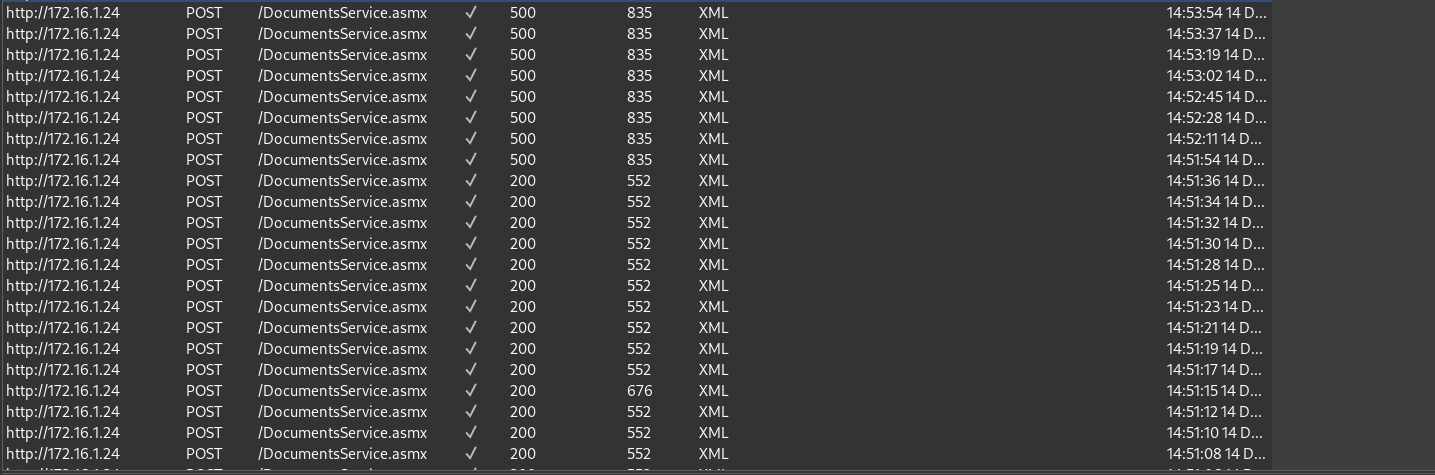 http://172.16.1.24 POST /DocumentsService.asmx ✓ 500 835 XML 14:53:54 14 D...
http://172.16.1.24 POST /DocumentsService.asmx ✓ 500 835 XML 14:53:37 14 D...
http://172.16.1.24 POST /DocumentsService.asmx ✓ 500 835 XML 14:53:19 14 D...
http://172.16.1.24 POST /DocumentsService.asmx ✓ 500 835 XML 14:53:02 14 D...
http://172.16.1.24 POST /DocumentsService.asmx ✓ 500 835 XML 14:52:45 14 D...
http://172.16.1.24 POST /DocumentsService.asmx ✓ 500 835 XML 14:52:28 14 D...
http://172.16.1.24 POST /DocumentsService.asmx ✓ 500 835 XML 14:52:11 14 D...
http://172.16.1.24 POST /DocumentsService.asmx ✓ 500 835 XML 14:51:54 14 D...
http://172.16.1.24 POST /DocumentsService.asmx ✓ 200 552 XML 14:51:36 14 D...
http://172.16.1.24 POST /DocumentsService.asmx ✓ 200 552 XML 14:51:34 14 D...
http://172.16.1.24 POST /DocumentsService.asmx ✓ 200 552 XML 14:51:32 14 D...
http://172.16.1.24 POST /DocumentsService.asmx ✓ 200 552 XML 14:51:30 14 D...
http://172.16.1.24 POST /DocumentsService.asmx ✓ 200 552 XML 14:51:28 14 D...
http://172.16.1.24 POST /DocumentsService.asmx ✓ 200 552 XML 14:51:25 14 D...
http://172.16.1.24 POST /DocumentsService.asmx ✓ 200 552 XML 14:51:23 14 D...
http://172.16.1.24 POST /DocumentsService.asmx ✓ 200 552 XML 14:51:21 14 D...
http://172.16.1.24 POST /DocumentsService.asmx ✓ 200 552 XML 14:51:19 14 D...
http://172.16.1.24 POST /DocumentsService.asmx ✓ 200 552 XML 14:51:17 14 D...
http://172.16.1.24 POST /DocumentsService.asmx ✓ 200 676 XML 14:51:15 14 D...
http://172.16.1.24 POST /DocumentsService.asmx ✓ 200 552 XML 14:51:12 14 D...
http://172.16.1.24 POST /DocumentsService.asmx ✓ 200 552 XML 14:51:10 14 D...
http://172.16.1.24 POST /DocumentsService.asmx ✓ 200 552 XML 14:51:08 14 D...